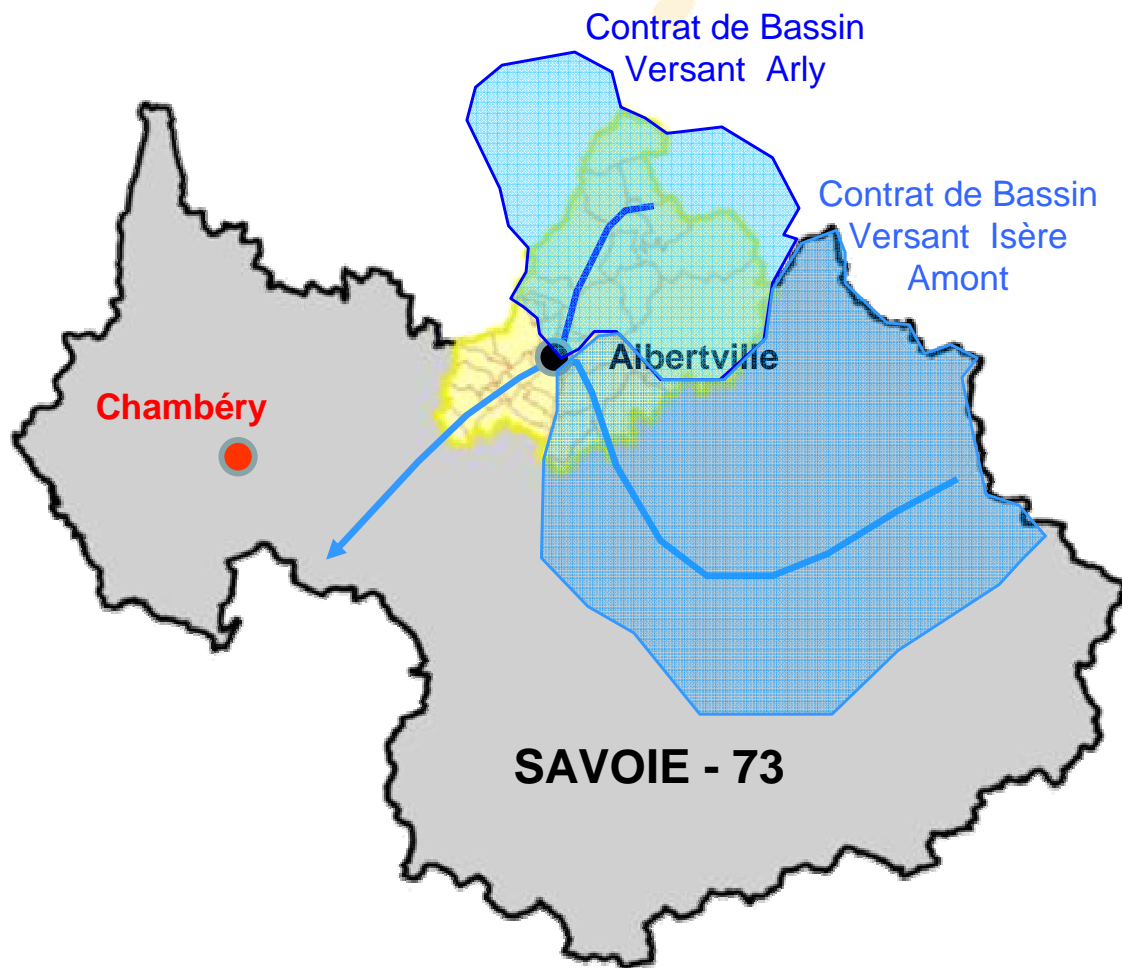 Contrat de Bassin
Versant Arly
Contrat de Bassin
Versant Isère
Amont
Albertville
Chambéry
SAVOIE - 73